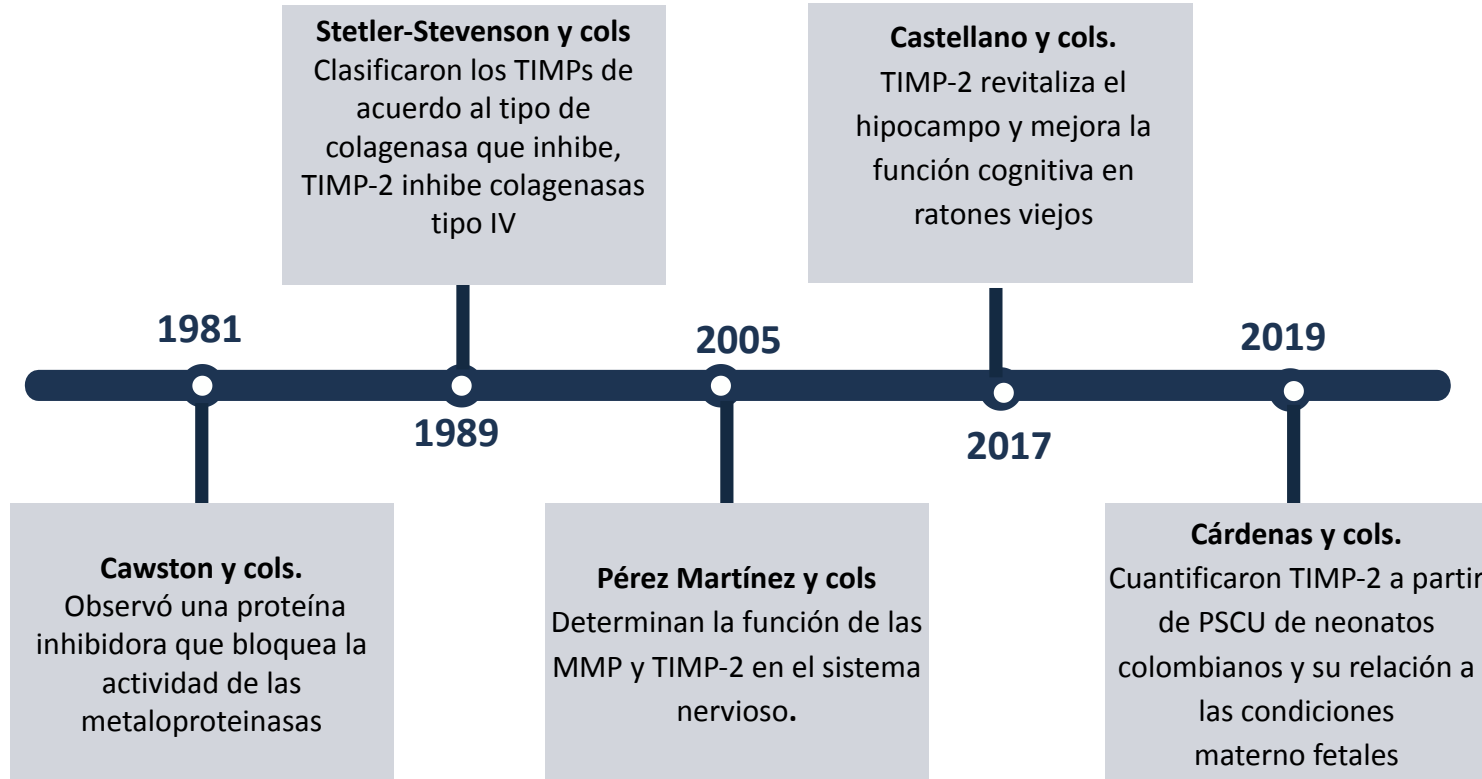 Stetler-Stevenson y cols
Clasificaron los TIMPs de
acuerdo al tipo de
colagenasa que inhibe,
TIMP-2 inhibe colagenasas
tipo IV
Castellano y cols.
TIMP-2 revitaliza el
hipocampo y mejora la
función cognitiva en
ratones viejos
1981
1989
2005
2017
2019
Cawston y cols.
Observó una proteína
inhibidora que bloquea la
actividad de las
metaloproteinasas
Pérez Martínez y cols
Determinan la función de las
MMP y TIMP-2 en el sistema
nervioso.
Cárdenas y cols.
Cuantificaron TIMP-2 a partir
de PSCU de neonatos
colombianos y su relación a
las condiciones
materno fetales